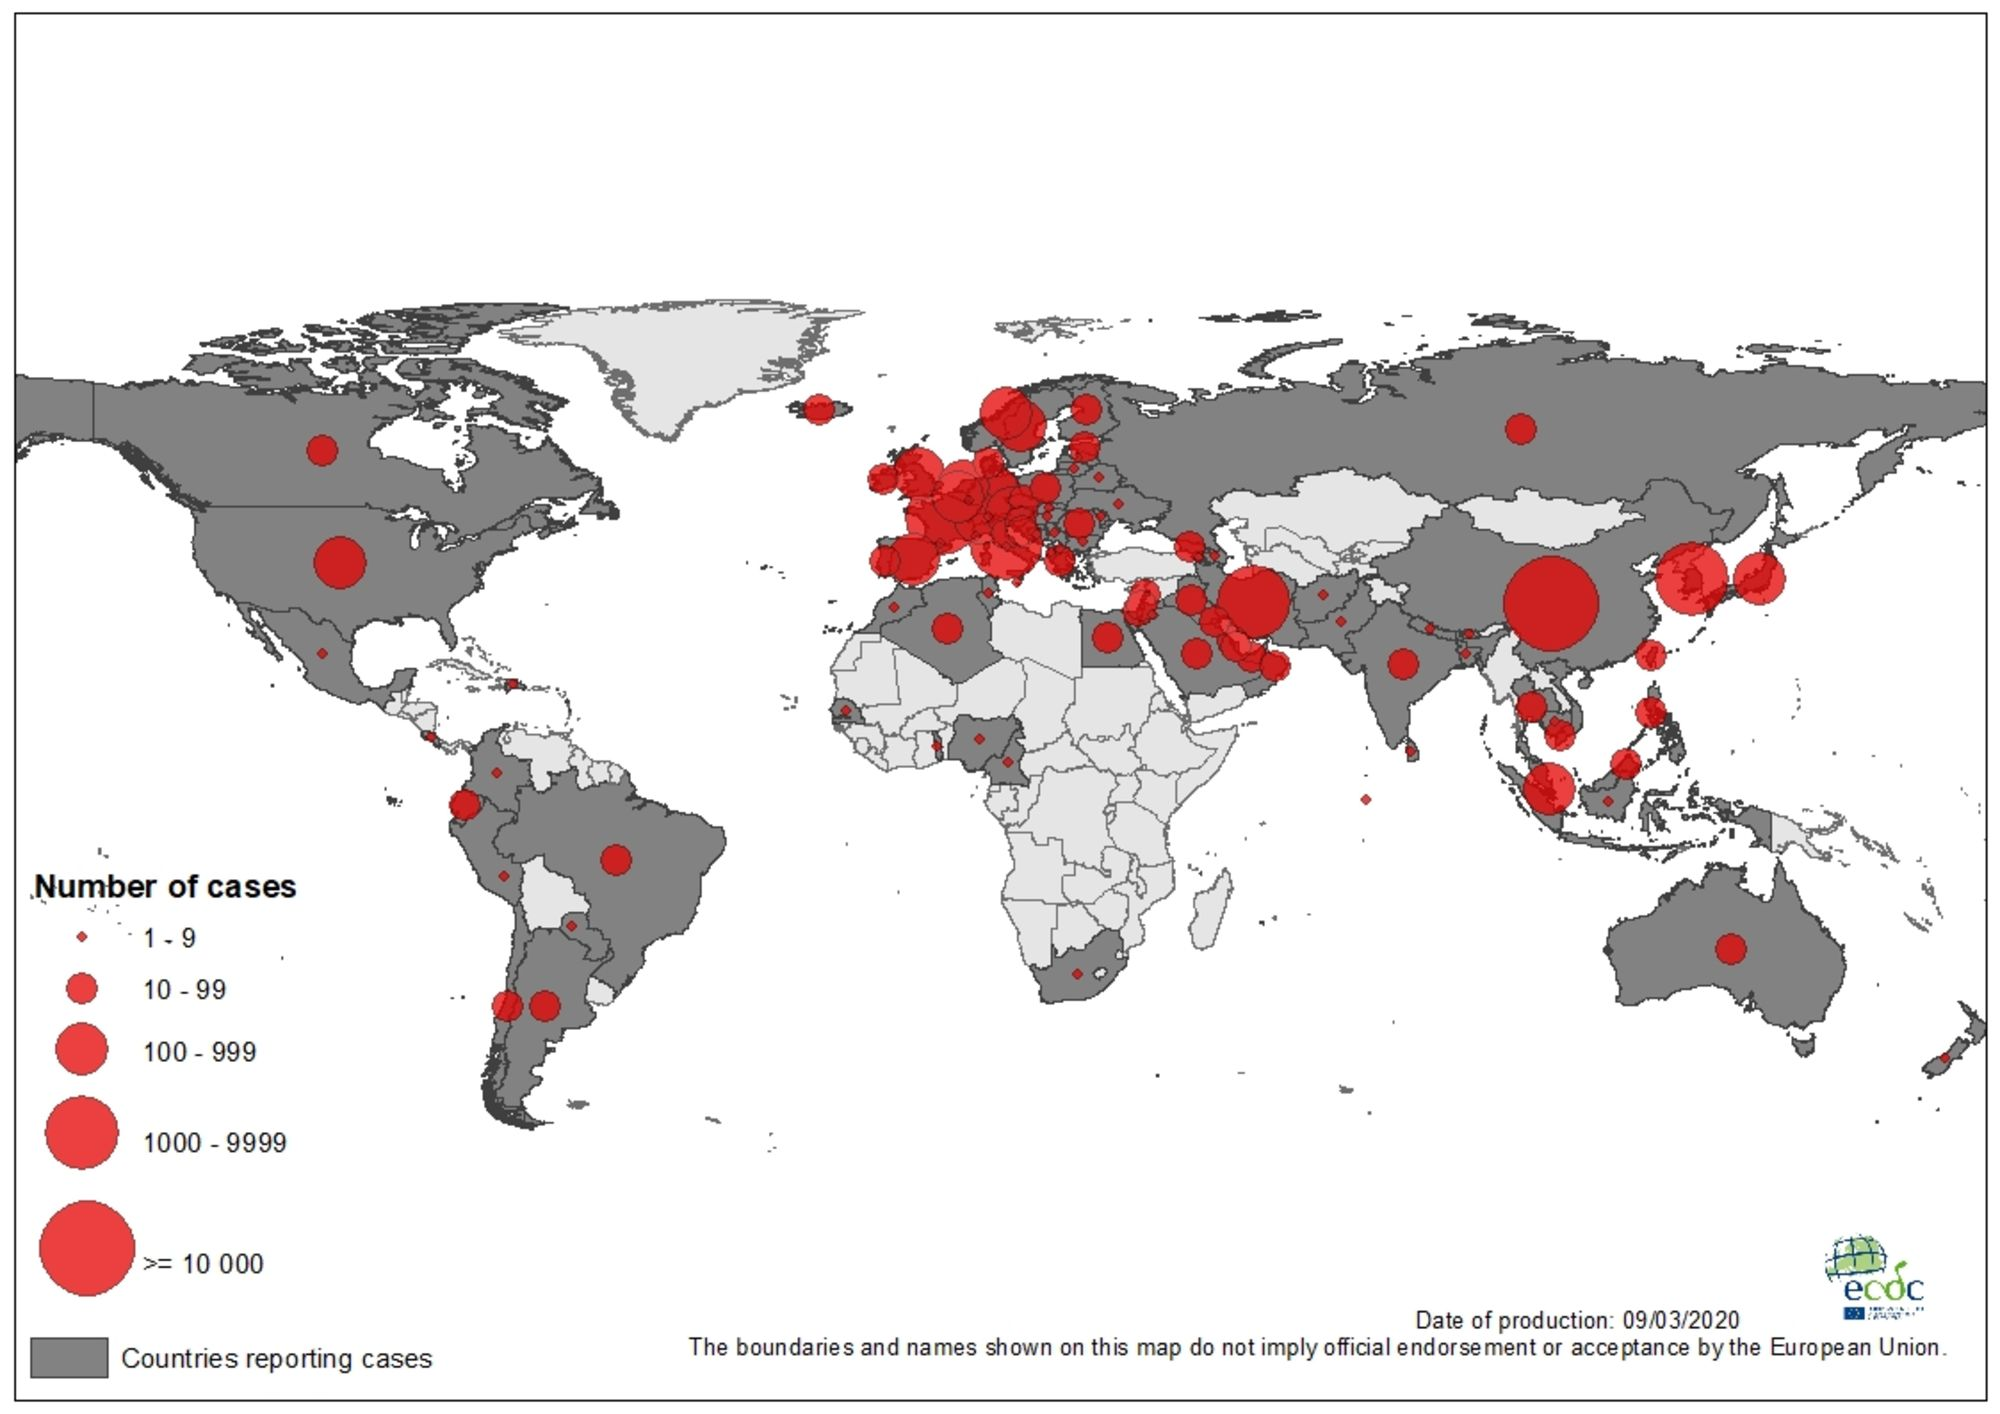 Number of cases
1 - 9
10 - 99
100 - 999
1000 - 9999
>= 10 000
Countries reporting cases
ecdc
Date of production: 09/03/2020
The boundaries and names shown on this map do not imply official endorsement or acceptance by the European Union.